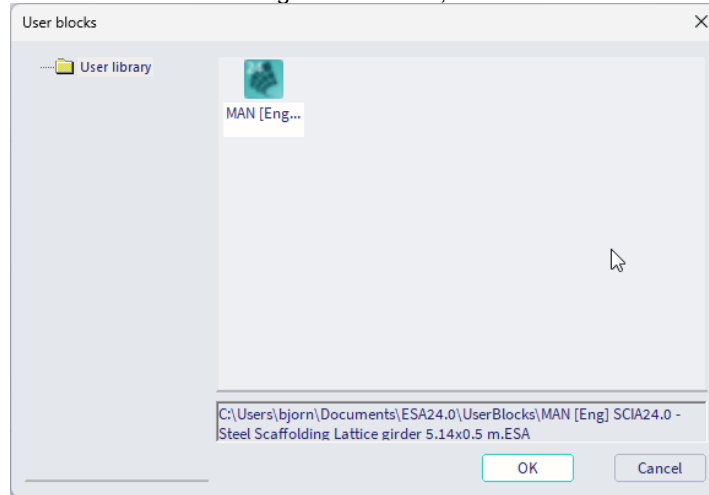 User blocks
User library
MAN [Eng...
C:\Users\bjorn\Documents\ESA24.0\UserBlocks\MAN [Eng] SCIA24.0 -
Steel Scaffolding Lattice girder 5.14x0.5 m.ESA
OK Cancel